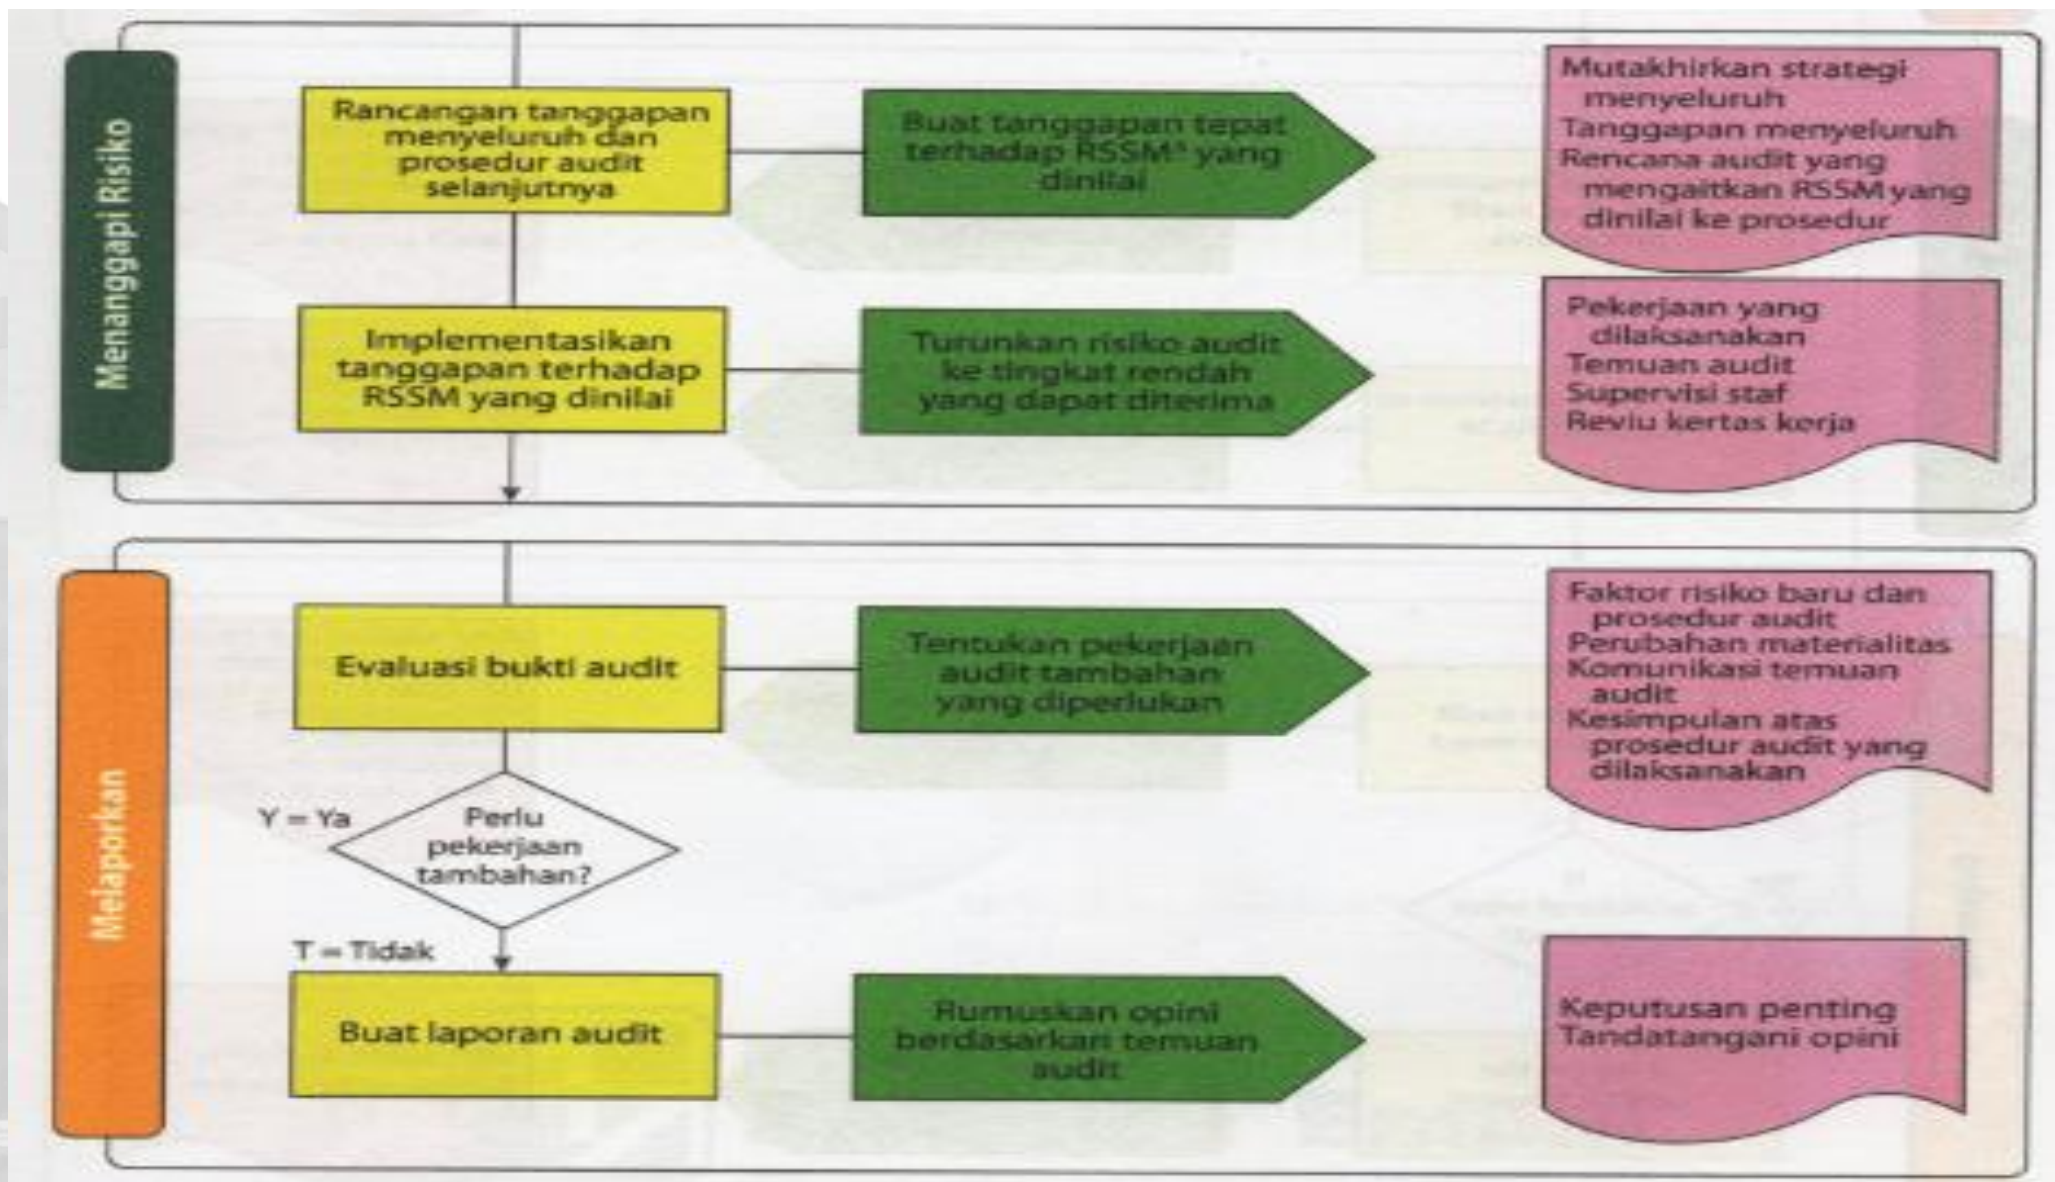 Menanggapi Risiko
Rancangan tanggapan
menyeluruh dan
prosedur audit
selanjutnya
Buat tanggapan tepat
terhadap RSSM* yang
dinilai
Mutakhirkan strategi
menyeluruh
Tanggapan menyeluruh
Rencana audit yang
mengaitkan RSSM yang
dinilai ke prosedur
Implementasikan
tanggapan terhadap
RSSM yang dinilai
Turunkan risiko audit
ke tingkat rendah
yang dapat diterima
Pekerjaan yang
dilaksanakan
Temuan audit
Supervisi staf
Reviu kertas kerja
Melaporkan
Evaluasi bukti audit
Tentukan pekerjaan
audit tambahan
yang diperlukan
Faktor risiko baru dan
prosedur audit
Perubahan materialitas
Komunikasi temuan
audit
Kesimpulan atas
prosedur audit yang
dilaksanakan
Y = Ya
Perlu
pekerjaan
tambahan?
T = Tidak
Buat laporan audit
Rumuskan opini
berdasarkan temuan
audit
Keputusan penting
Tandatangani opini